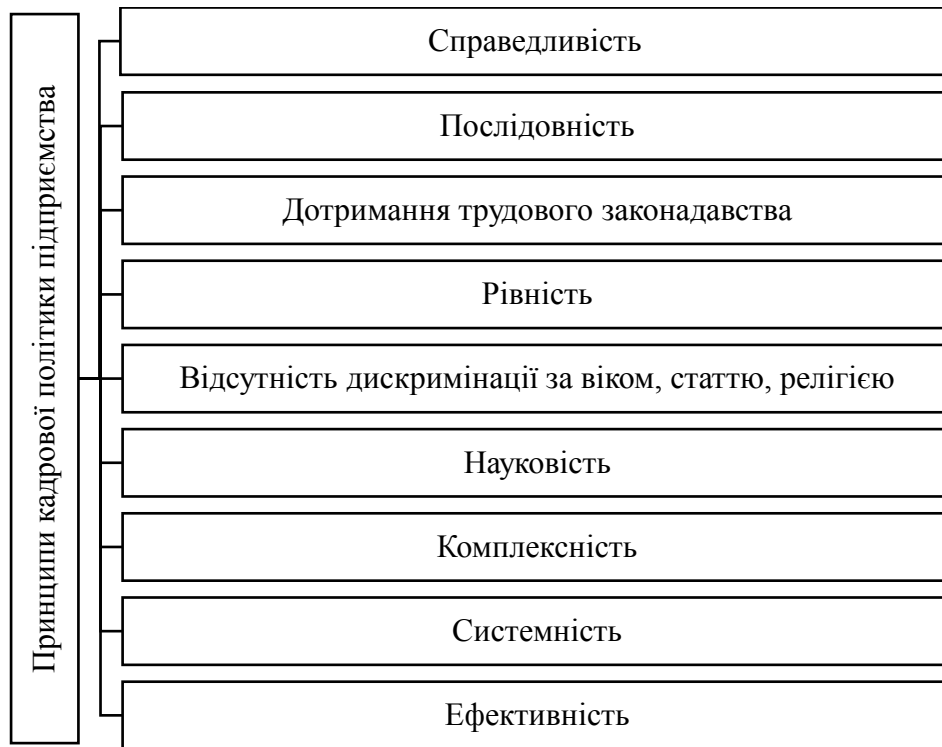 Принципи кадрової політики підприємства
Справедливість
Послідовність
Дотримання трудового законадавства
Рівність
Відсутність дискримінації за віком, статтю, релігією
Науковість
Комплексність
Системність
Ефективність